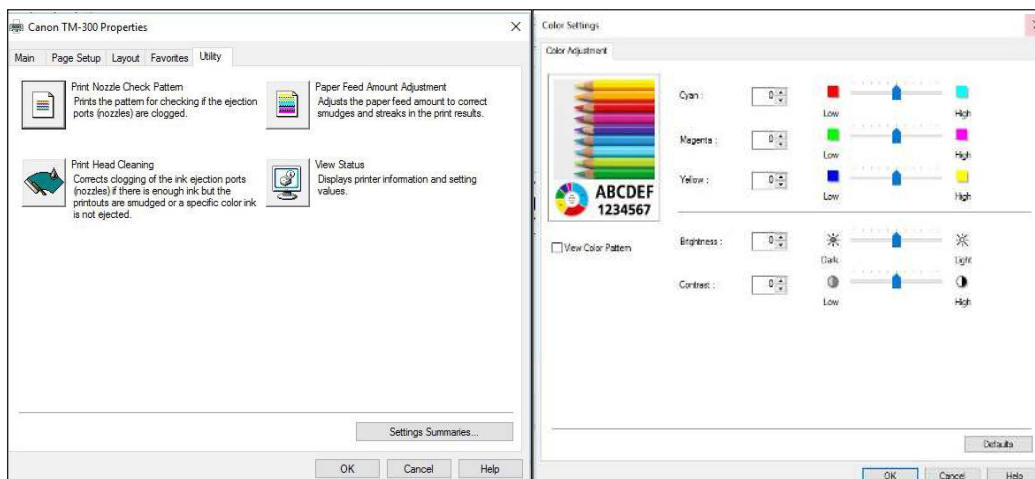 Canon TM-300 Properties
Main Page Setup Layout Favorites Utility
Print Nozzle Check Pattern
Prints the pattern for checking if the ejection
ports (nozzles) are clogged.
Paper Feed Amount Adjustment
Adjusts the paper feed amount to correct
smudges and streaks in the print results.
Print Head Cleaning
Corrects clogging of the ink ejection ports
(nozzles) if there is enough ink but the
printouts are smudged or a specific color ink
is not ejected.
View Status
Displays printer information and setting
values.
Settings Summaries...
OK Cancel Help
Color Settings
Color Adjustment
ABCDEF
1234567
View Color Pattern
Cyan : 0
Low High
Magenta : 0
Low High
Yellow : 0
Low High
Brightness : 0
Dark Light
Contrast : 0
Low High
Defaults
OK Cancel Help